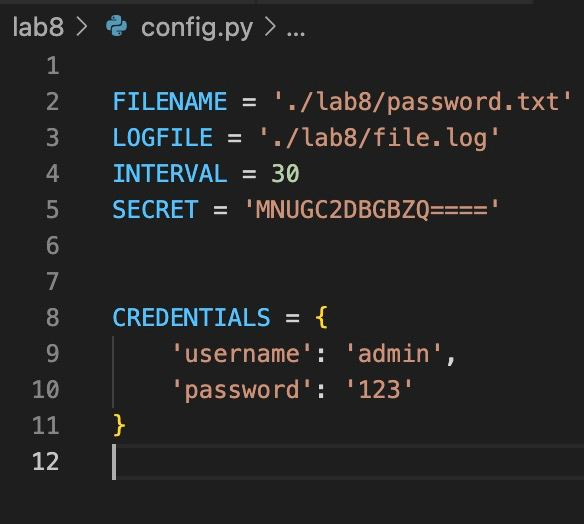 lab8 > config.py > ...
1
2 FILENAME = './lab8/password.txt'
3 LOGFILE = './lab8/file.log'
4 INTERVAL = 30
5 SECRET = 'MNUGC2DBGBZQ===='
6
7
8 CREDENTIALS = {
9     'username': 'admin',
10     'password': '123'
11 }
12